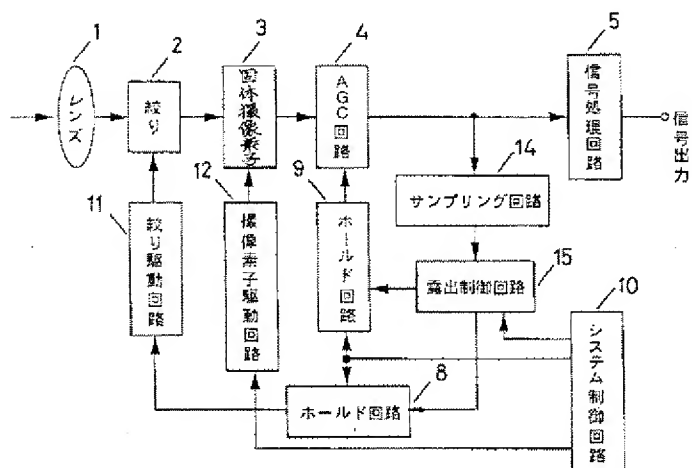 1
レンズ
2
絞り
3
固体撮像素子
4
AGC回路
5
信号処理回路
信号出力
14
サンプリング回路
15
露出制御回路
9
ホールド回路
12
撮像素子駆動回路
11
絞り駆動回路
8
ホールド回路
10
システム制御回路